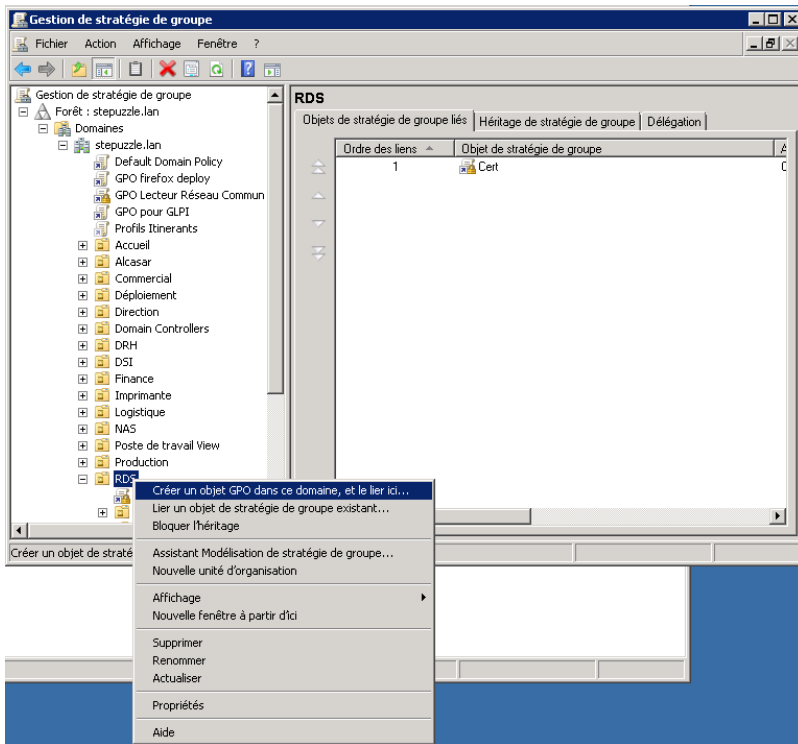 Gestion de stratégie de groupe
Fichier Action Affichage Fenêtre ?
Gestion de stratégie de groupe
Forêt : stepuzzle.lan
Domaines
stepuzzle.lan
Default Domain Policy
GPO firefox deploy
GPO Lecteur Réseau Commun
GPO pour GLPI
Profils Itinerants
Accueil
Alcasar
Commercial
Déploiement
Direction
Domain Controllers
DRH
DSI
Finance
Imprimante
Logistique
NAS
Poste de travail View
Production
RDS
RDS
Objets de stratégie de groupe liés Héritage de stratégie de groupe Délégation
Ordre des liens Objet de stratégie de groupe
1 Cert
Créer un objet de straté
Créer un objet GPO dans ce domaine, et le lier ici...
Lier un objet de stratégie de groupe existant...
Bloquer l'héritage
Assistant Modélisation de stratégie de groupe...
Nouvelle unité d'organisation
Affichage
Nouvelle fenêtre à partir d'ici
Supprimer
Renommer
Actualiser
Propriétés
Aide